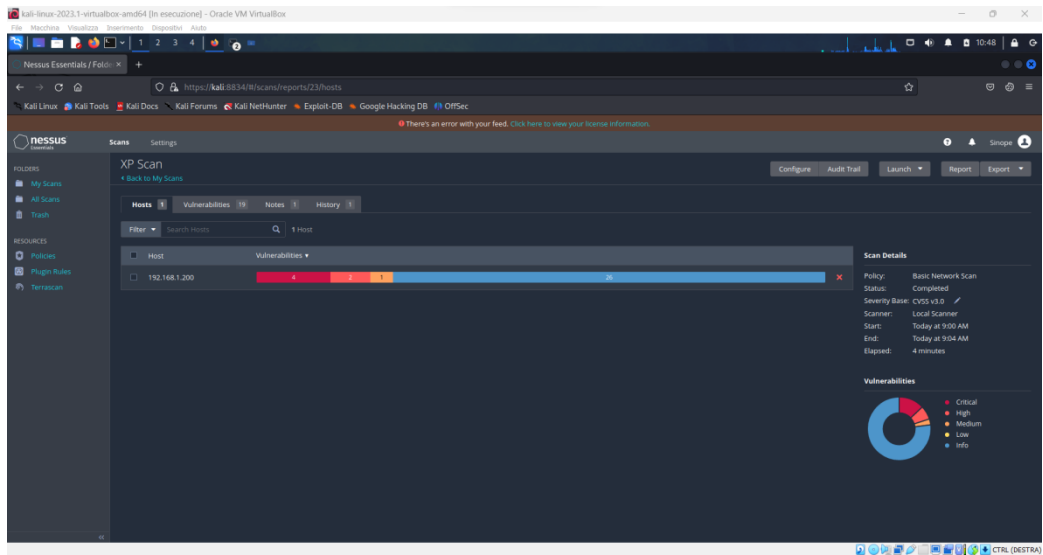 kali-linux-2023.1-virtualbox-amd64 [In esecuzione] - Oracle VM VirtualBox
File Macchina Visualizza Inserimento Dispositivi Aiuto
1 2 3 4 2 10:48
Nessus Essentials / Folde
https://kali:8834/#/scans/reports/23/hosts
Kali Linux Kali Tools Kali Docs Kali Forums Kali NetHunter Exploit-DB Google Hacking DB OffSec
There's an error with your feed. Click here to view your license information.
nessus Essentials Scans Settings Sinope
FOLDERS
My Scans
All Scans
Trash
RESOURCES
Policies
Plugin Rules
Terrascan
XP Scan
Back to My Scans
Configure Audit Trail Launch Report Export
Hosts 1 Vulnerabilities 19 Notes 1 History 1
Filter Search Hosts 1 Host
Host Vulnerabilities
192.168.1.200 4 2 1 26
Scan Details
Policy: Basic Network Scan
Status: Completed
Severity Base: CVSS v3.0
Scanner: Local Scanner
Start: Today at 9:00 AM
End: Today at 9:04 AM
Elapsed: 4 minutes
Vulnerabilities
Critical
High
Medium
Low
Info
CTRL (DESTRA)